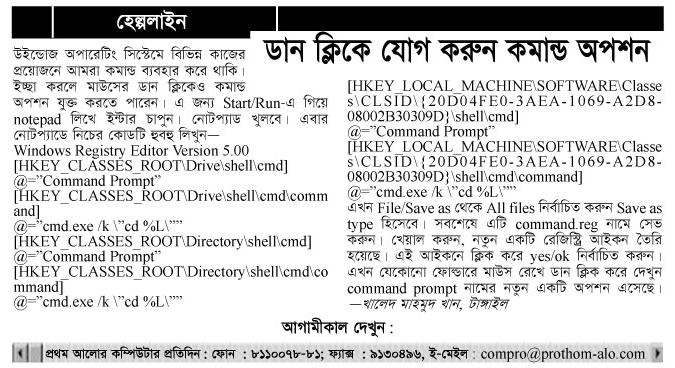 হেল্পলাইন
ডান ক্লিকে যোগ করুন কমান্ড অপশন
উইন্ডোজ অপারেটিং সিস্টেমে বিভিন্ন কাজের
প্রয়োজনে আমরা কমান্ড ব্যবহার করে থাকি।
ইচ্ছা করলে মাউসের ডান ক্লিকেও কমান্ড
অপশন যুক্ত করতে পারেন। এ জন্য Start/Run-এ গিয়ে
notepad লিখে ইন্টার চাপুন। নোটপ্যাড খুলবে। এবার
নোটপ্যাডে নিচের কোডটি হুবহু লিখুন—
Windows Registry Editor Version 5.00
[HKEY_CLASSES_ROOT\Drive\shell\cmd]
@=”Command Prompt”
[HKEY_CLASSES_ROOT\Drive\shell\cmd\comm
and]
@=”cmd.exe /k \”cd %L\””
[HKEY_CLASSES_ROOT\Directory\shell\cmd]
@=”Command Prompt”
[HKEY_CLASSES_ROOT\Directory\shell\cmd\co
mmand]
@=”cmd.exe /k \”cd %L\””
[HKEY_LOCAL_MACHINE\SOFTWARE\Classe
s\CLSID\{20D04FE0-3AEA-1069-A2D8-
08002B30309D}\shell\cmd]
@=”Command Prompt”
[HKEY_LOCAL_MACHINE\SOFTWARE\Classe
s\CLSID\{20D04FE0-3AEA-1069-A2D8-
08002B30309D}\shell\cmd\command]
@=”cmd.exe /k \”cd %L\””
এখন File/Save as থেকে All files নির্বাচিত করুন Save as
type হিসেবে। সবশেষে এটি command.reg নামে সেভ
করুন। খেয়াল করুন, নতুন একটি রেজিস্ট্রি আইকন তৈরি
হয়েছে। এই আইকনে ক্লিক করে yes/ok নির্বাচিত করুন।
এখন যেকোনো ফোল্ডারে মাউস রেখে ডান ক্লিক করে দেখুন
command prompt নামের নতুন একটি অপশন এসেছে।
—খালেদ মাহমুদ খান, টাঙ্গাইল
আগামীকাল দেখুন :
প্রথম আলোর কম্পিউটার প্রতিদিন : ফোন : ৮১১০০৭৮-৮১; ফ্যাক্স : ৯১৩০৪৯৬, ই-মেইল : compro@prothom-alo.com